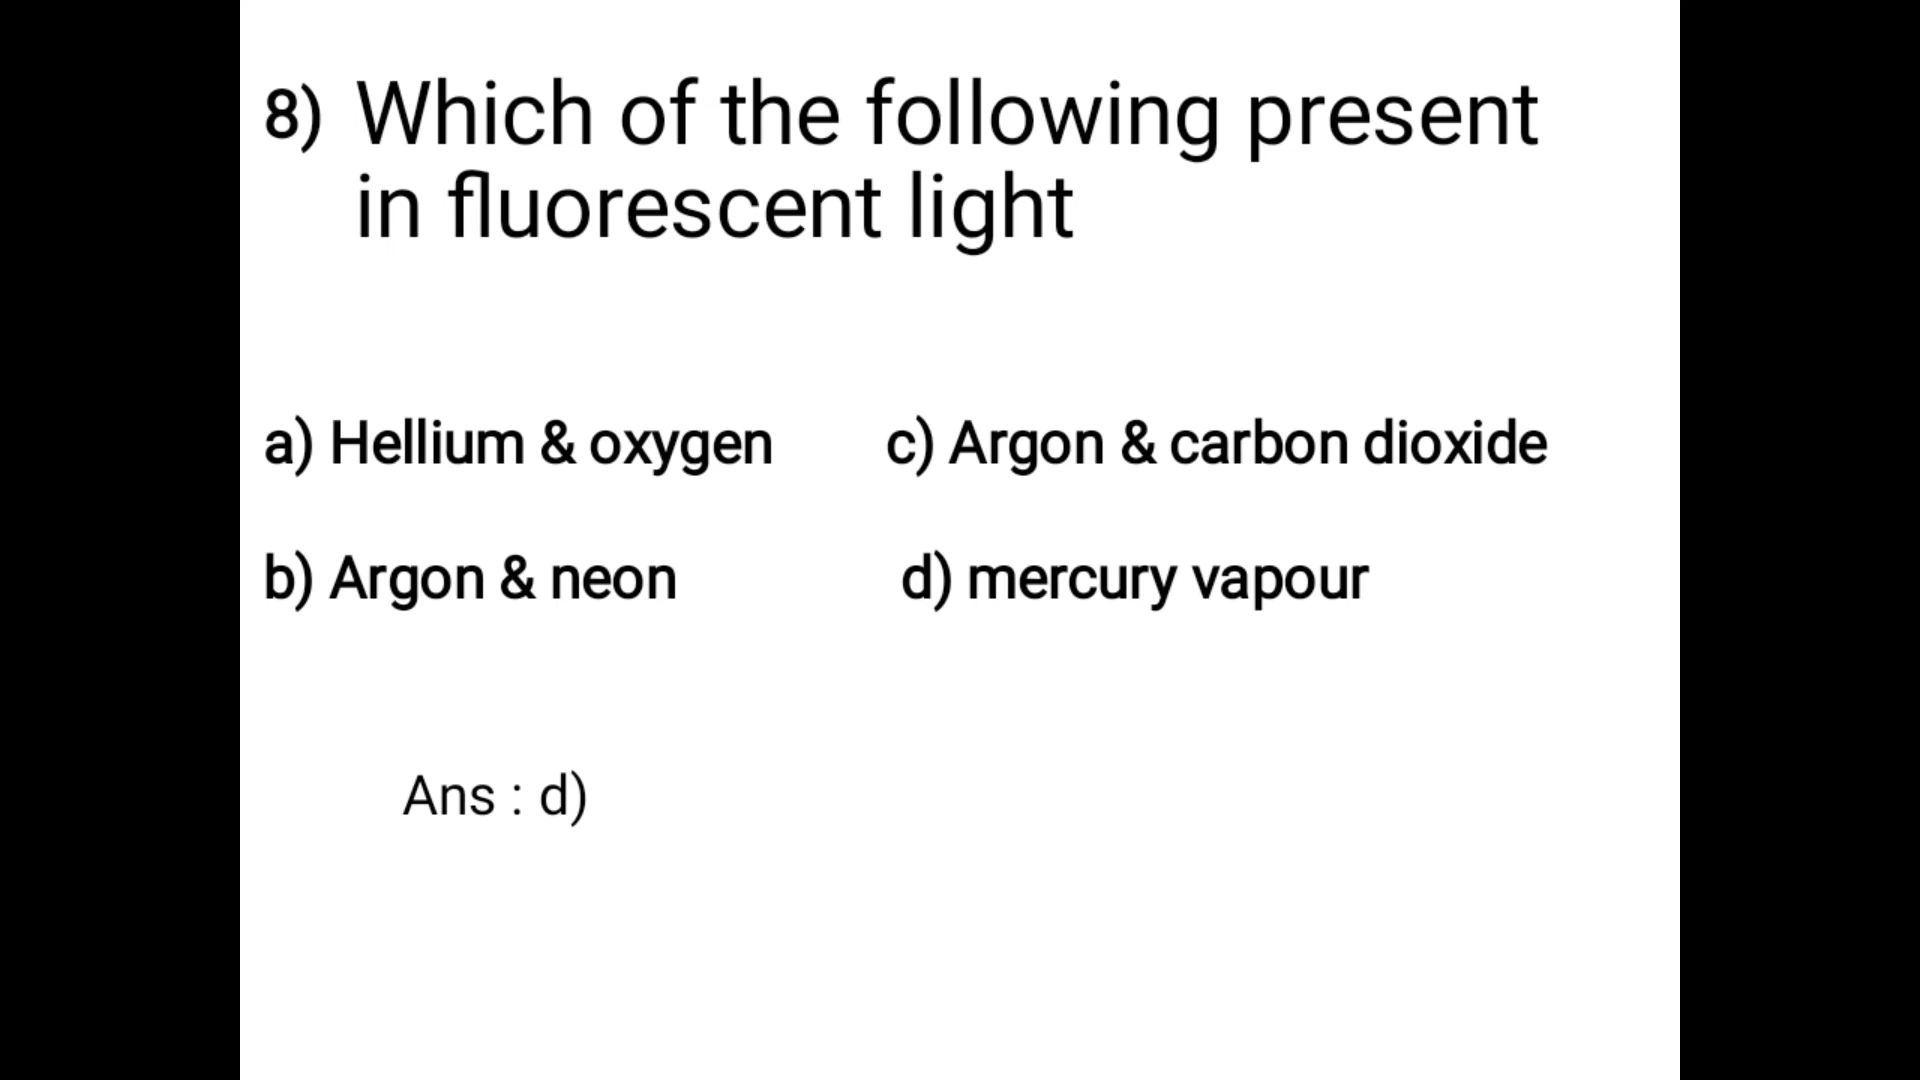 8) Which of the following present
in fluorescent light
a) Hellium & oxygen
c) Argon & carbon dioxide
b) Argon & neon
d) mercury vapour
Ans : d)